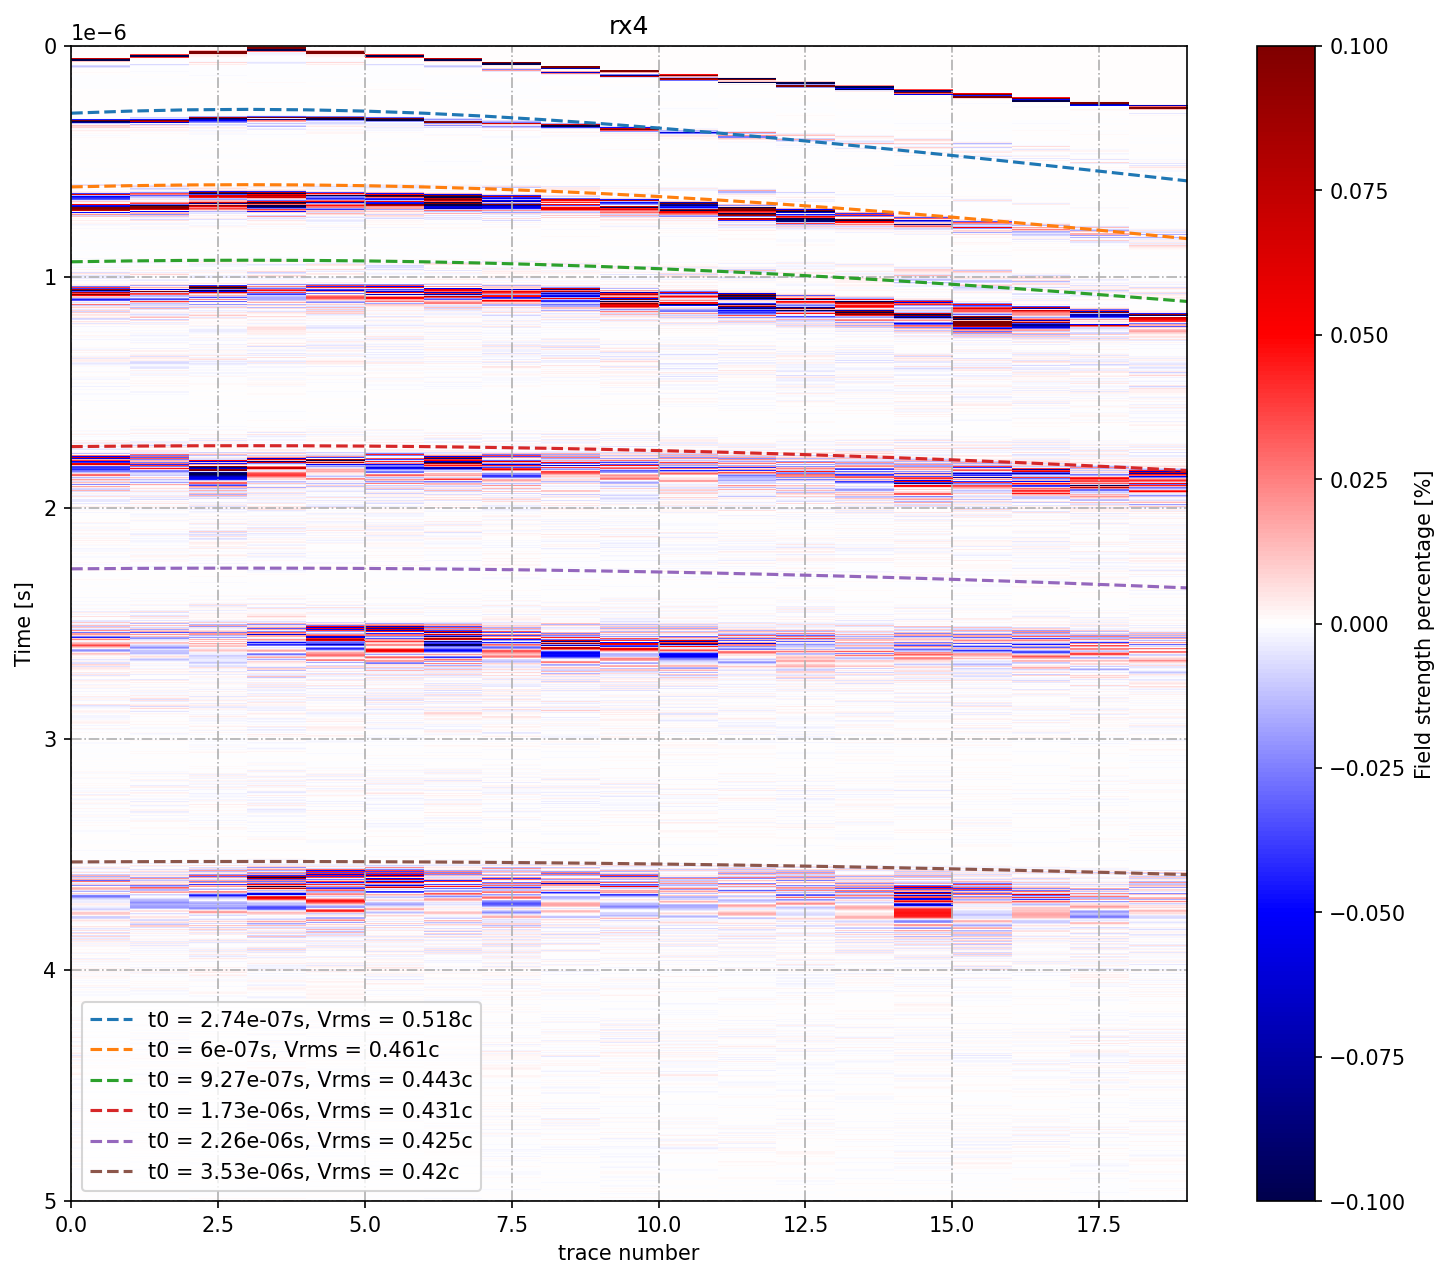 rx4
1e−6
0
1
2
3
4
5
Time [s]
0.0
2.5
5.0
7.5
10.0
12.5
15.0
17.5
trace number
t0 = 2.74e-07s, Vrms = 0.518c
t0 = 6e-07s, Vrms = 0.461c
t0 = 9.27e-07s, Vrms = 0.443c
t0 = 1.73e-06s, Vrms = 0.431c
t0 = 2.26e-06s, Vrms = 0.425c
t0 = 3.53e-06s, Vrms = 0.42c
0.100
0.075
0.050
0.025
0.000
−0.025
−0.050
−0.075
−0.100
Field strength percentage [%]